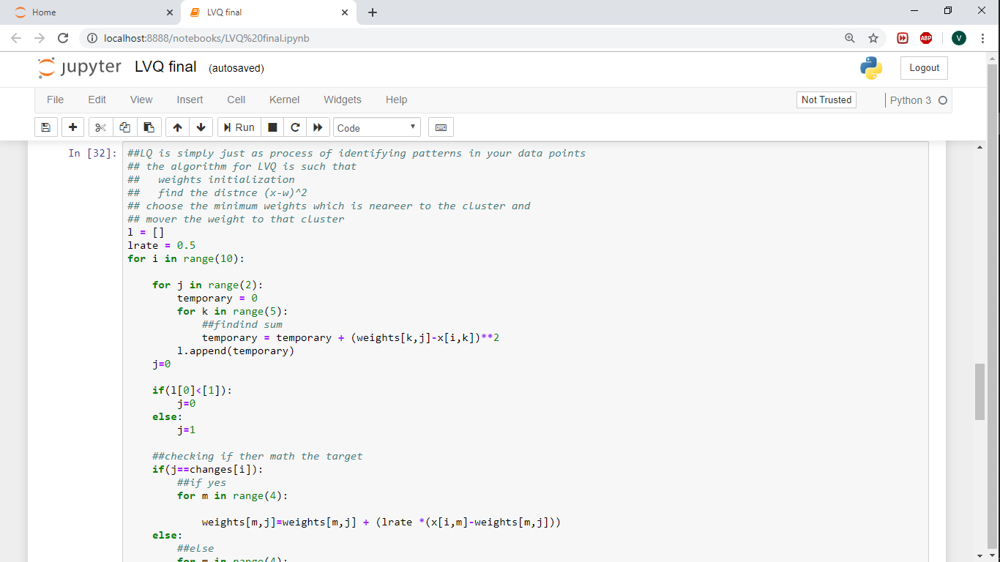 Home
LVQ final
localhost:8888/notebooks/LVQ%20final.ipynb
ABP
V
jupyter LVQ final (autosaved)
Logout
File Edit View Insert Cell Kernel Widgets Help
Not Trusted
Python 3
Run
Code
In [32]: ##LQ is simply just as process of identifying patterns in your data points
## the algorithm for LVQ is such that
##   weights initialization
##   find the distnce (x-w)^2
## choose the minimum weights which is neareer to the cluster and
## mover the weight to that cluster
l = []
lrate = 0.5
for i in range(10):
    for j in range(2):
        temporary = 0
        for k in range(5):
            ##findind sum
            temporary = temporary + (weights[k,j]-x[i,k])**2
        l.append(temporary)
    j=0
    if(l[0]<[1]):
        j=0
    else:
        j=1
    ##checking if ther math the target
    if(j==changes[i]):
        ##if yes
        for m in range(4):
            weights[m,j]=weights[m,j] + (lrate *(x[i,m]-weights[m,j]))
    else:
        ##else
        for m in range(4):